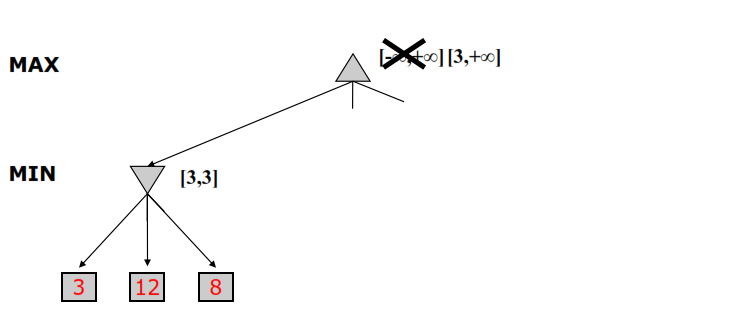 MAX
[-∞,+∞] [3,+∞]
MIN
[3,3]
3 12 8